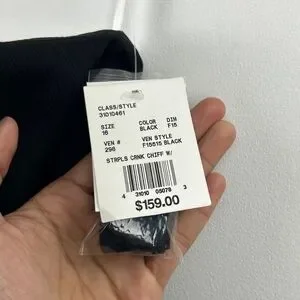 CLASS/STYLE
31010461
SIZE COLOR DIM
16 BLACK F15
VEN # VEN STYLE
296 F15515 BLACK
STRPLS CRNK CHIFF W/
4 31010 05078 3
$159.00